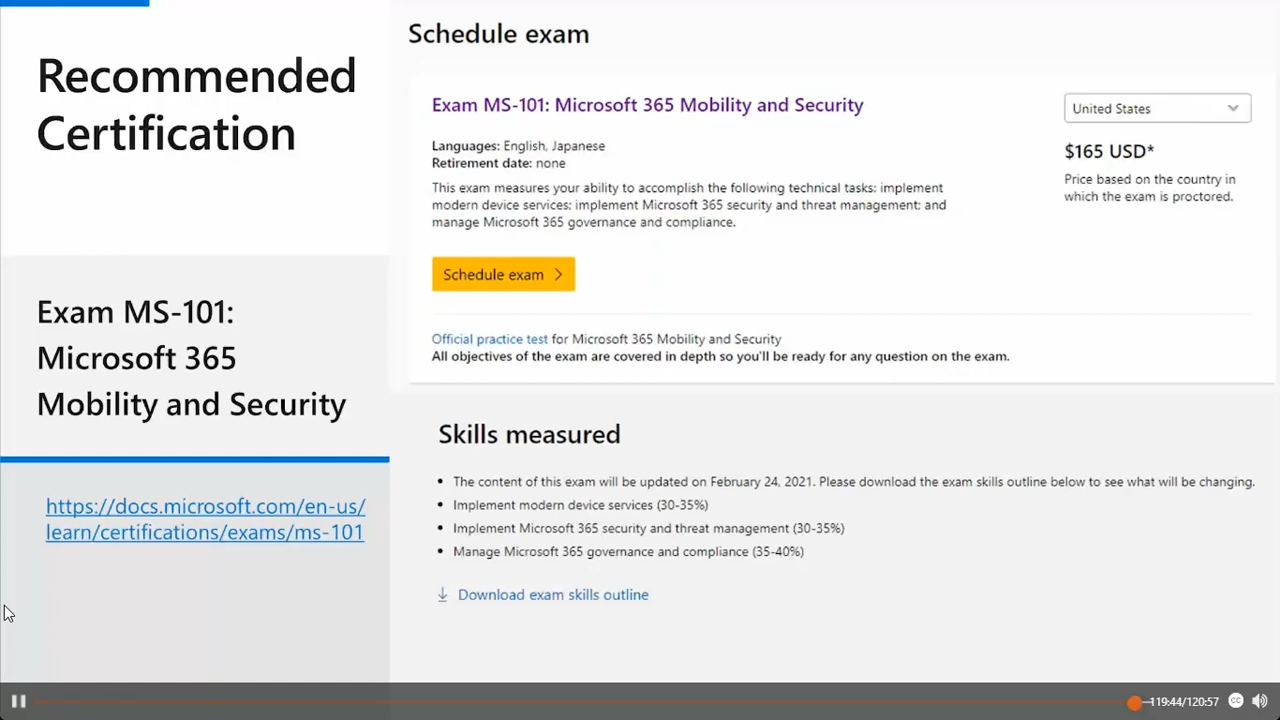 Recommended
Certification
Exam MS-101:
Microsoft 365
Mobility and Security
https://docs.microsoft.com/en-us/
learn/certifications/exams/ms-101
Schedule exam
Exam MS-101: Microsoft 365 Mobility and Security
Languages: English, Japanese
Retirement date: none
This exam measures your ability to accomplish the following technical tasks: implement
modern device services; implement Microsoft 365 security and threat management; and
manage Microsoft 365 governance and compliance.
Schedule exam
United States
$165 USD*
Price based on the country in
which the exam is proctored.
Official practice test for Microsoft 365 Mobility and Security
All objectives of the exam are covered in depth so you'll be ready for any question on the exam.
Skills measured
• The content of this exam will be updated on February 24, 2021. Please download the exam skills outline below to see what will be changing.
• Implement modern device services (30-35%)
• Implement Microsoft 365 security and threat management (30-35%)
• Manage Microsoft 365 governance and compliance (35-40%)
Download exam skills outline
119:44/120:57
CC